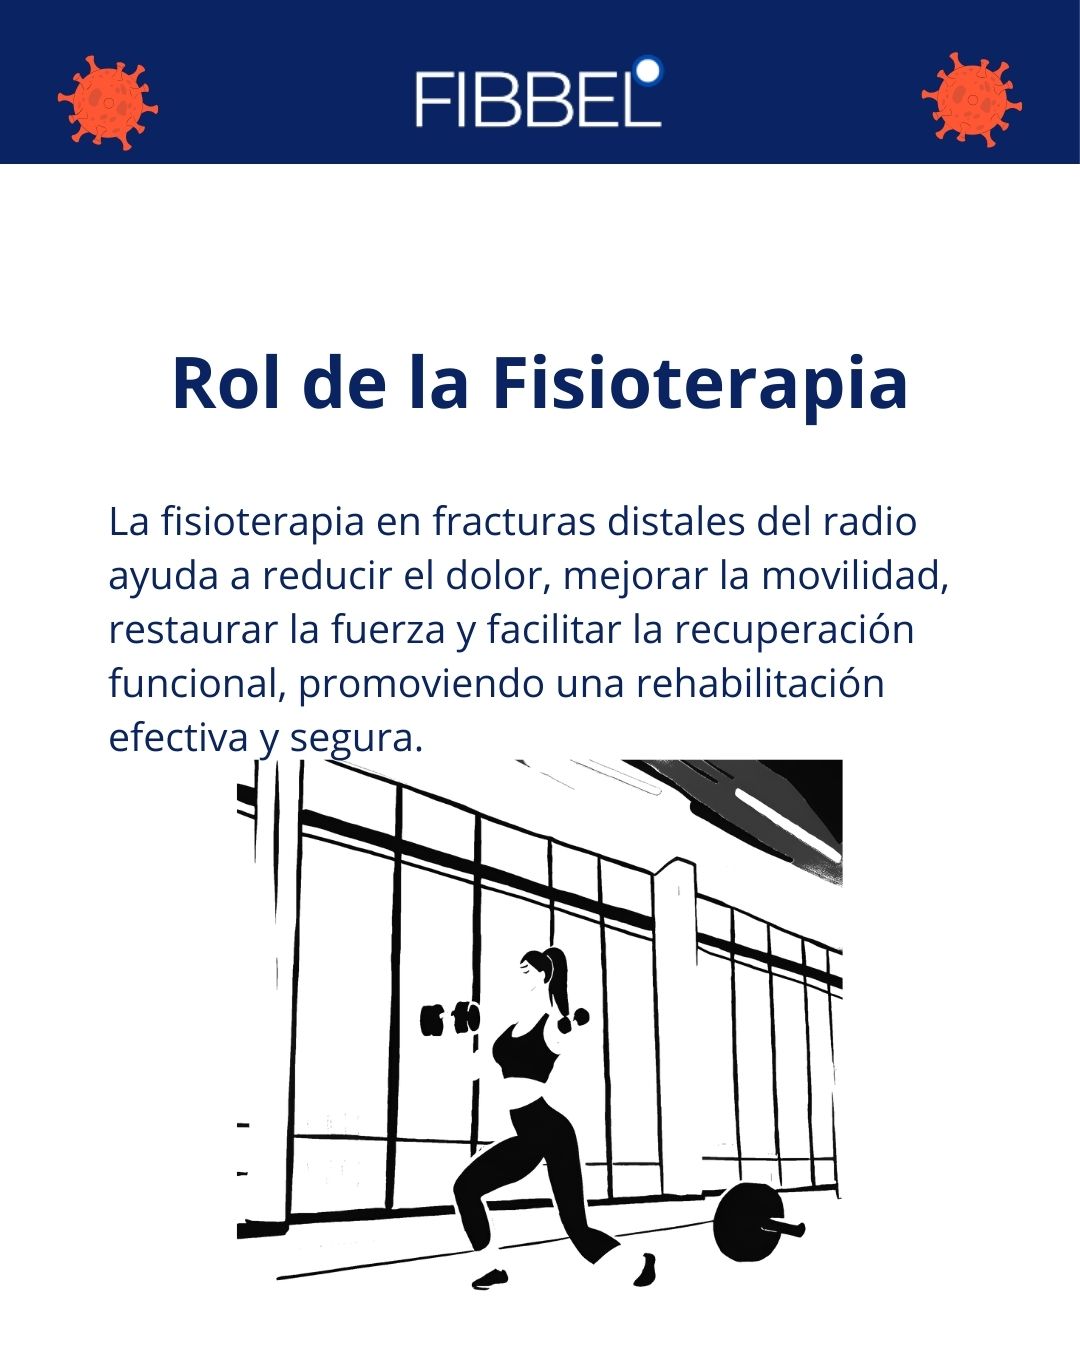 FIBBEL
Rol de la Fisioterapia
La fisioterapia en fracturas distales del radio
ayuda a reducir el dolor, mejorar la movilidad,
restaurar la fuerza y facilitar la recuperación
funcional, promoviendo una rehabilitación
efectiva y segura.